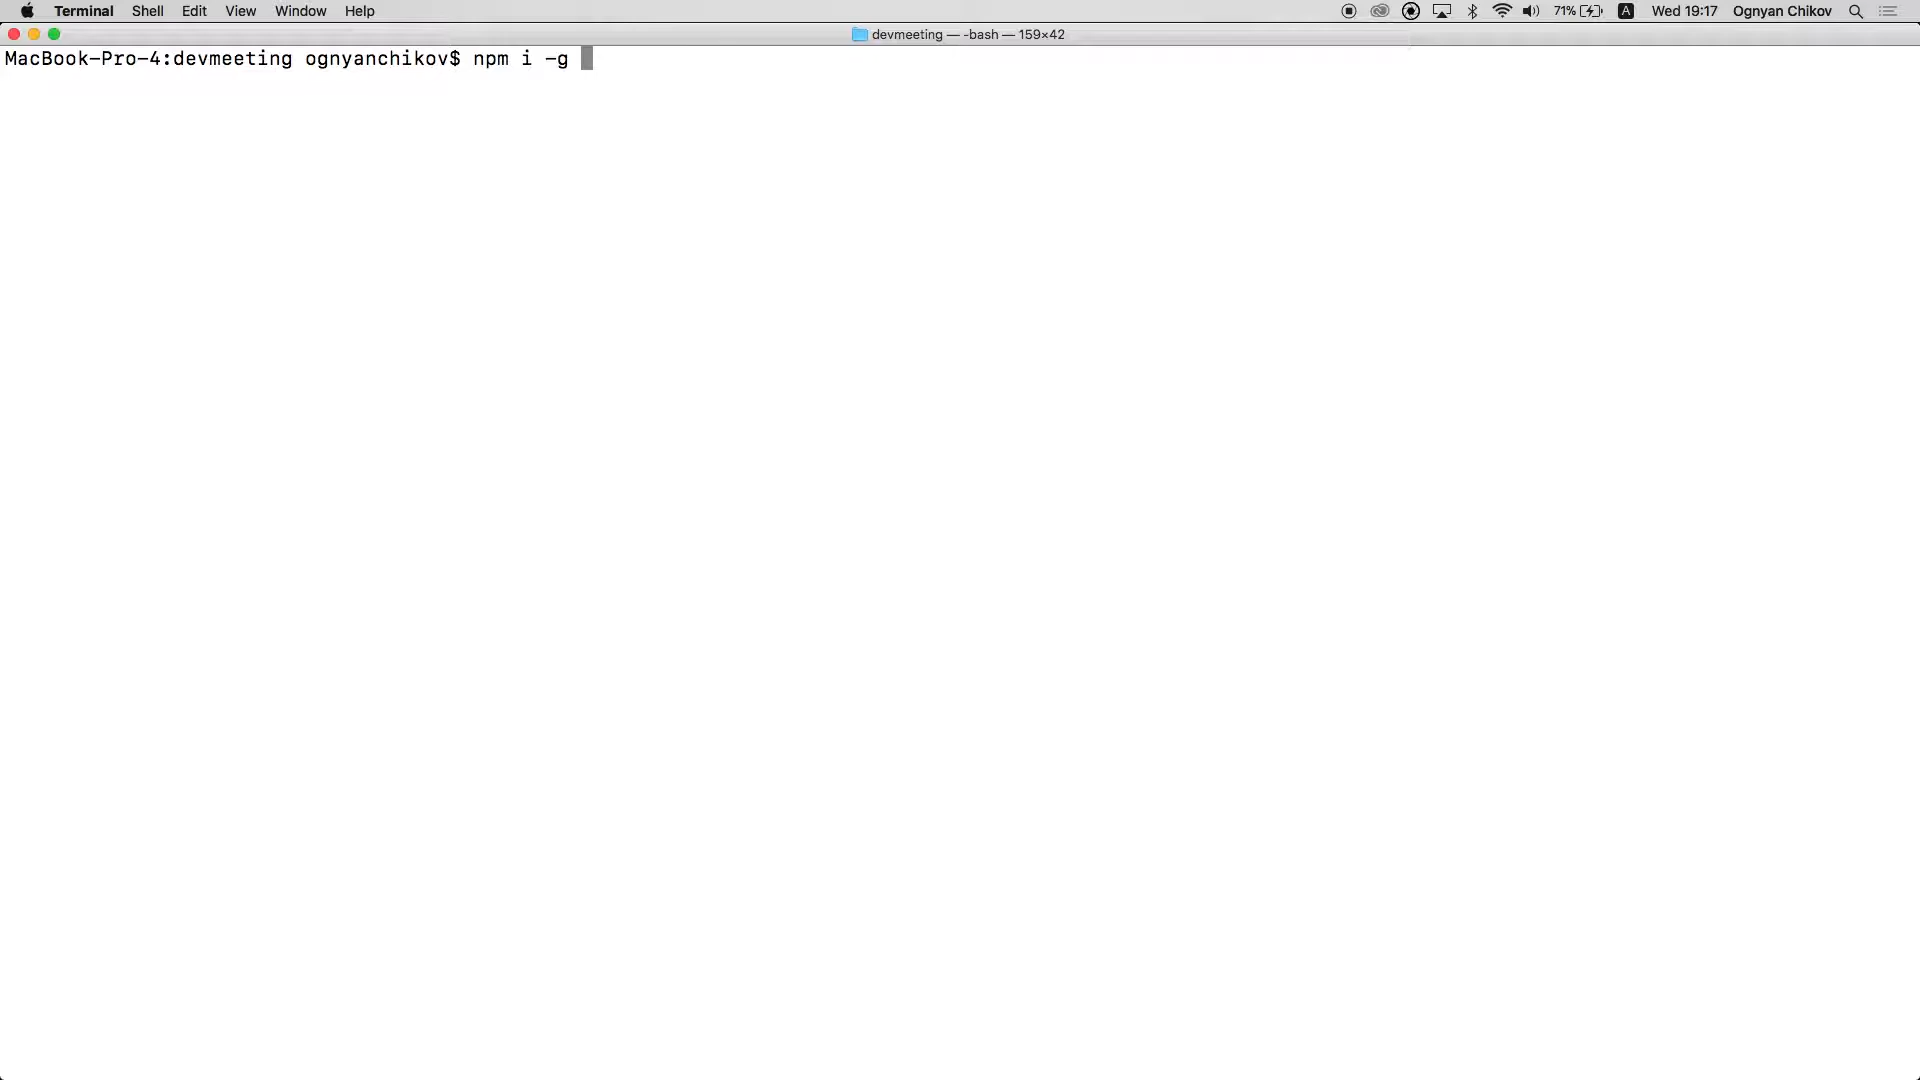 Terminal Shell Edit View Window Help 71% A Wed 19:17 Ognyan Chikov
devmeeting — -bash — 159×42
MacBook-Pro-4:devmeeting ognyanchikov$ npm i -g